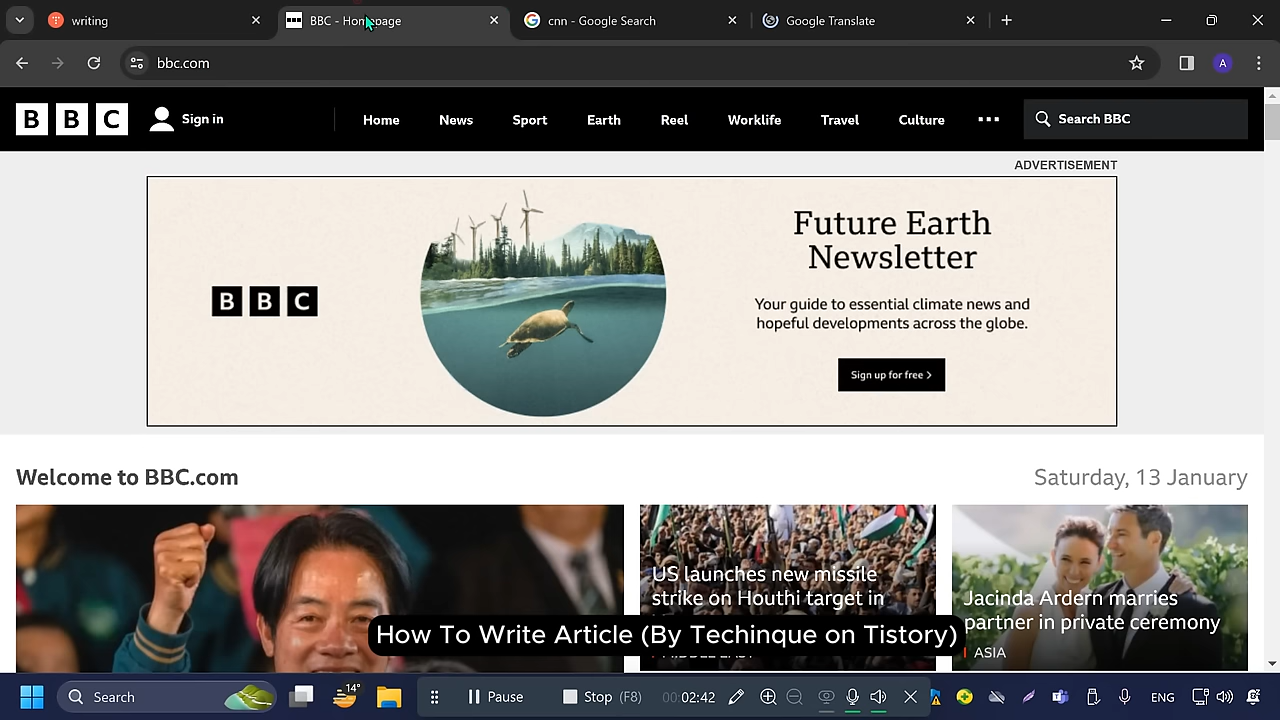 writing
BBC - Homepage
cnn - Google Search
Google Translate
bbc.com
A
BBC
Sign in
Home
News
Sport
Earth
Reel
Worklife
Travel
Culture
Search BBC
ADVERTISEMENT
BBC
Future Earth
Newsletter
Your guide to essential climate news and
hopeful developments across the globe.
Sign up for free
Welcome to BBC.com
Saturday, 13 January
US launches new missile
strike on Houthi target in
Jacinda Ardern marries
partner in private ceremony
ASIA
How To Write Article (By Techinque on Tistory)
Search
14°
Pause
Stop (F8)
00:02:42
ENG